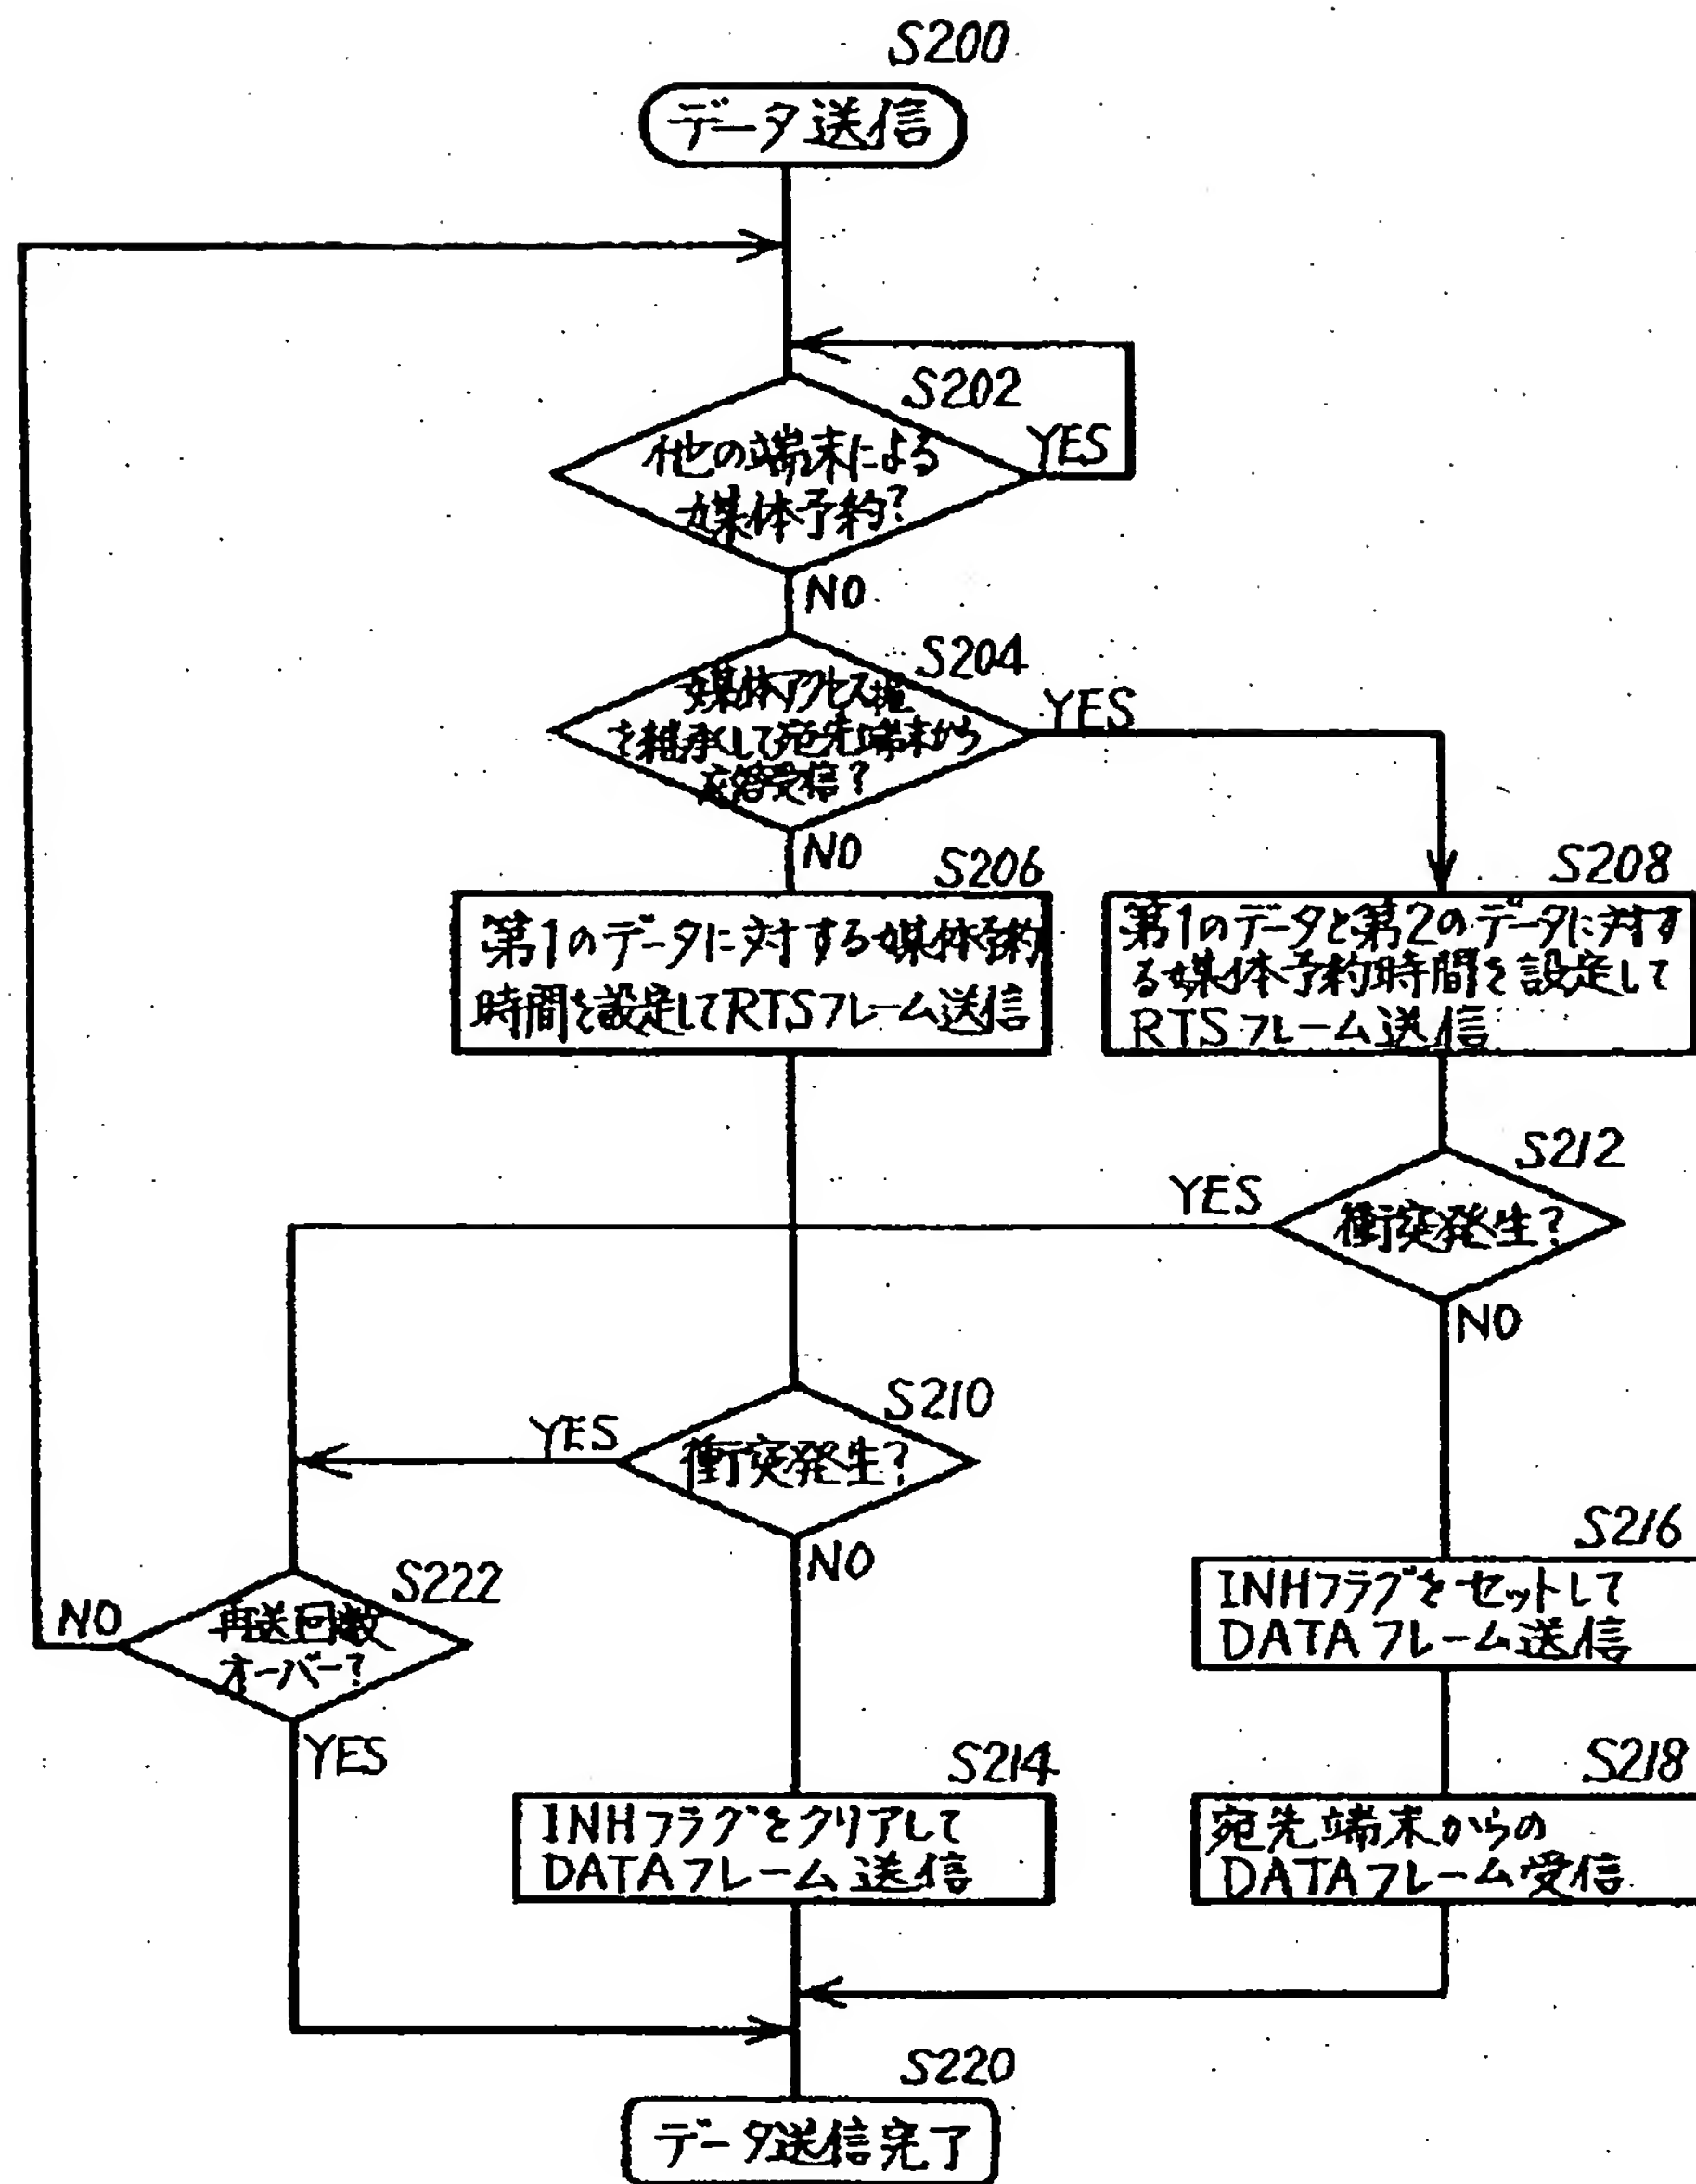 S200
データ送信
S202
他の端末による
媒体予約?
YES
NO
S204
媒体アクセス権
を継承して宛先端末から
応答受信?
YES
NO
S206
第1のデータに対する媒体予約
時間を設定してRTSフレーム送信
S208
第1のデータと第2のデータに対す
る媒体予約時間を設定して
RTSフレーム送信
S212
衝突発生?
YES
NO
S210
衝突発生?
YES
NO
S216
INHフラグをセットして
DATAフレーム送信
S222
再送回数
オーバー?
NO
YES
S214
INHフラグをクリアして
DATAフレーム送信
S218
宛先端末からの
DATAフレーム受信
S220
データ送信完了